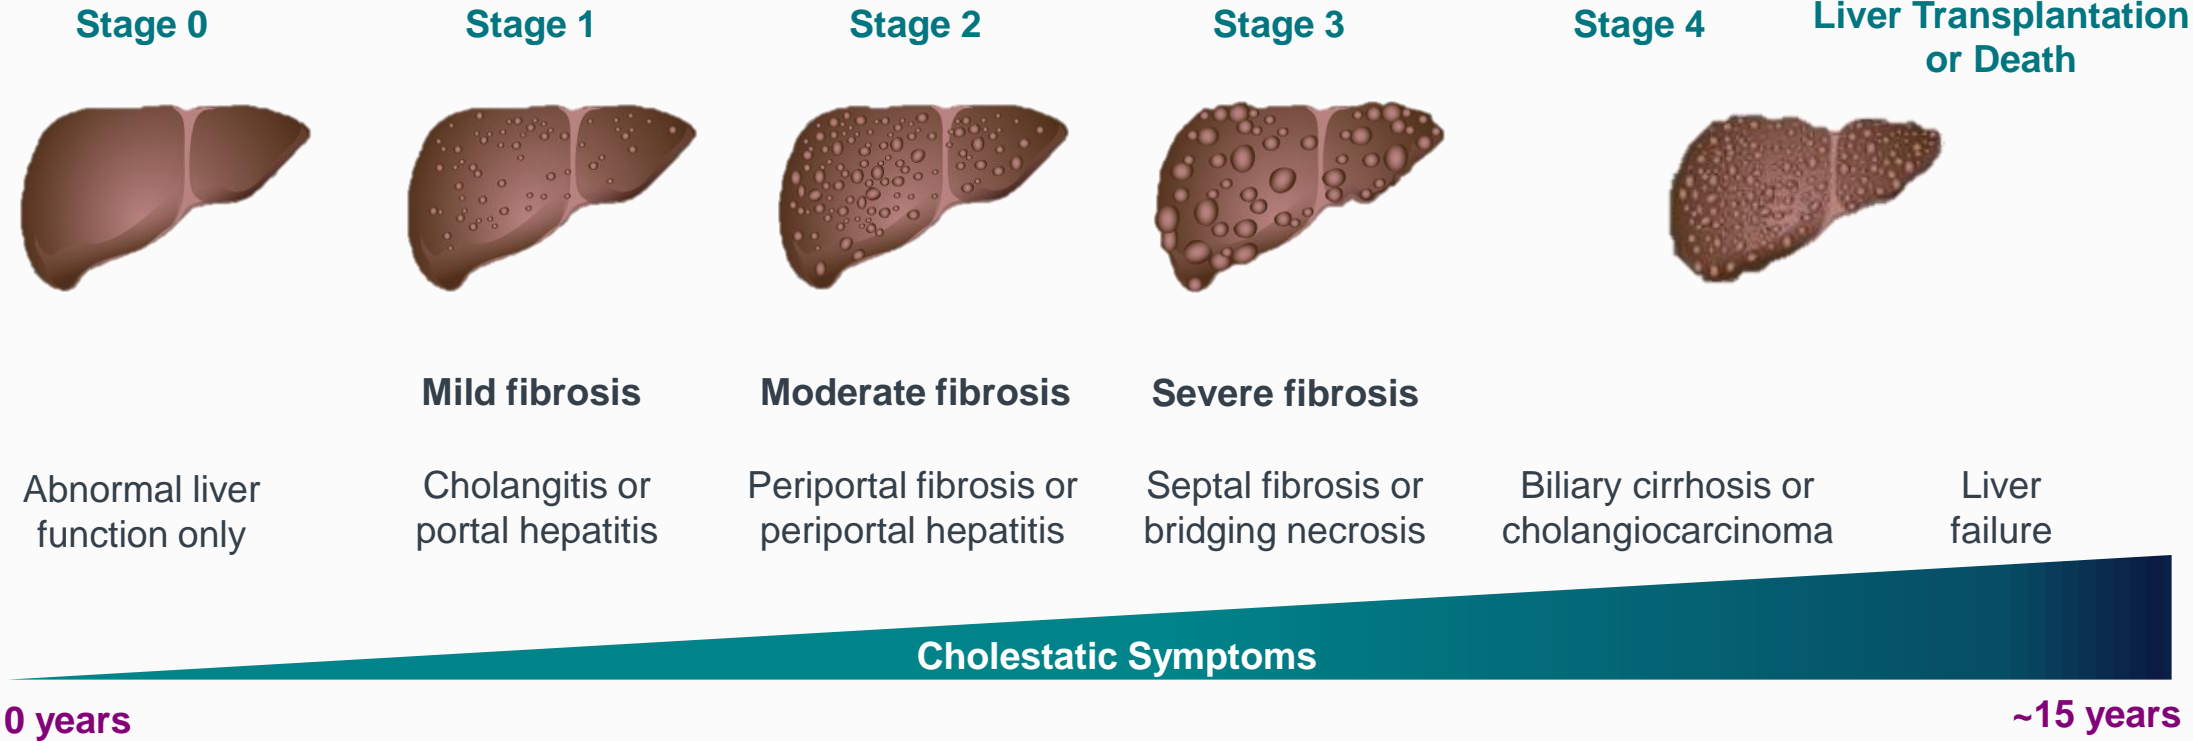 Stage 0
Stage 1
Stage 2
Stage 3
Stage 4
Liver Transplantation
or Death
Mild fibrosis
Moderate fibrosis
Severe fibrosis
Abnormal liver
function only
Cholangitis or
portal hepatitis
Periportal fibrosis or
periportal hepatitis
Septal fibrosis or
bridging necrosis
Biliary cirrhosis or
cholangiocarcinoma
Liver
failure
Cholestatic Symptoms
0 years
~15 years